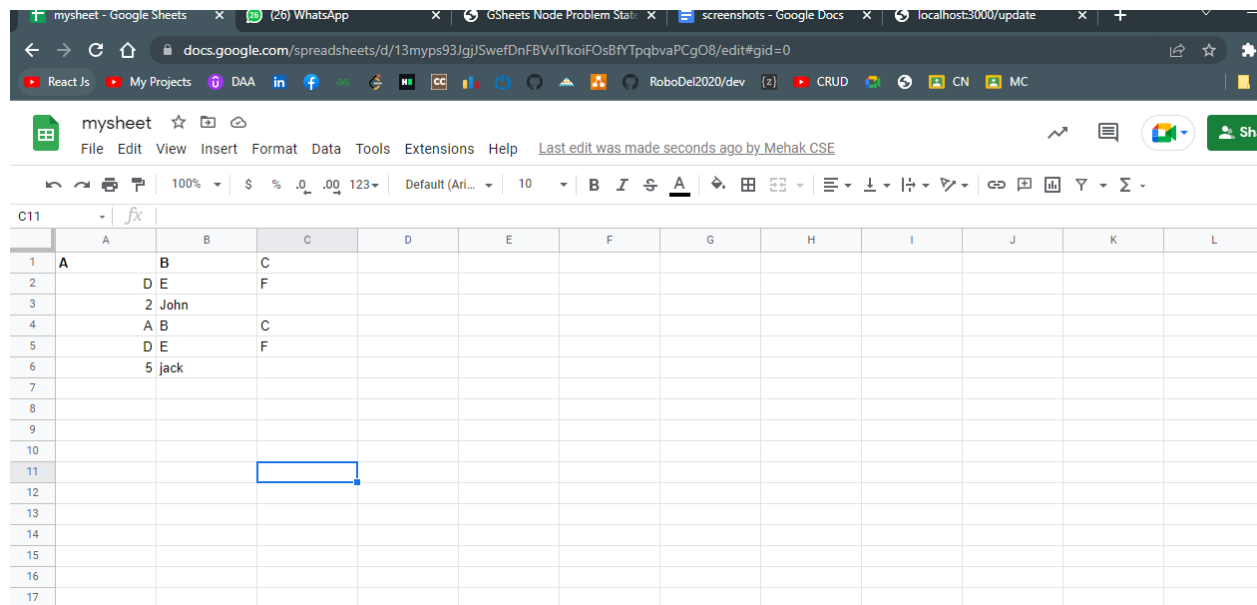 mysheet - Google Sheets × (26) WhatsApp × GSheets Node Problem State × screenshots - Google Docs × localhost:3000/update × +
docs.google.com/spreadsheets/d/13myps93JgjJSwefDnFBVvITkoiFOsBfYTpqbvaPCgO8/edit#gid=0
React Js My Projects DAA in CC RoboDel2020/dev {z} CRUD CN MC
mysheet
Sh
File Edit View Insert Format Data Tools Extensions Help Last edit was made seconds ago by Mehak CSE
100% $ % .0 .00 123 Default (Ari... 10 B I S A
C11 fx
A B C D E F G H I J K L
1 A B C
2 D E F
3 2 John
4 A B C
5 D E F
6 5 jack
7
8
9
10
11
12
13
14
15
16
17